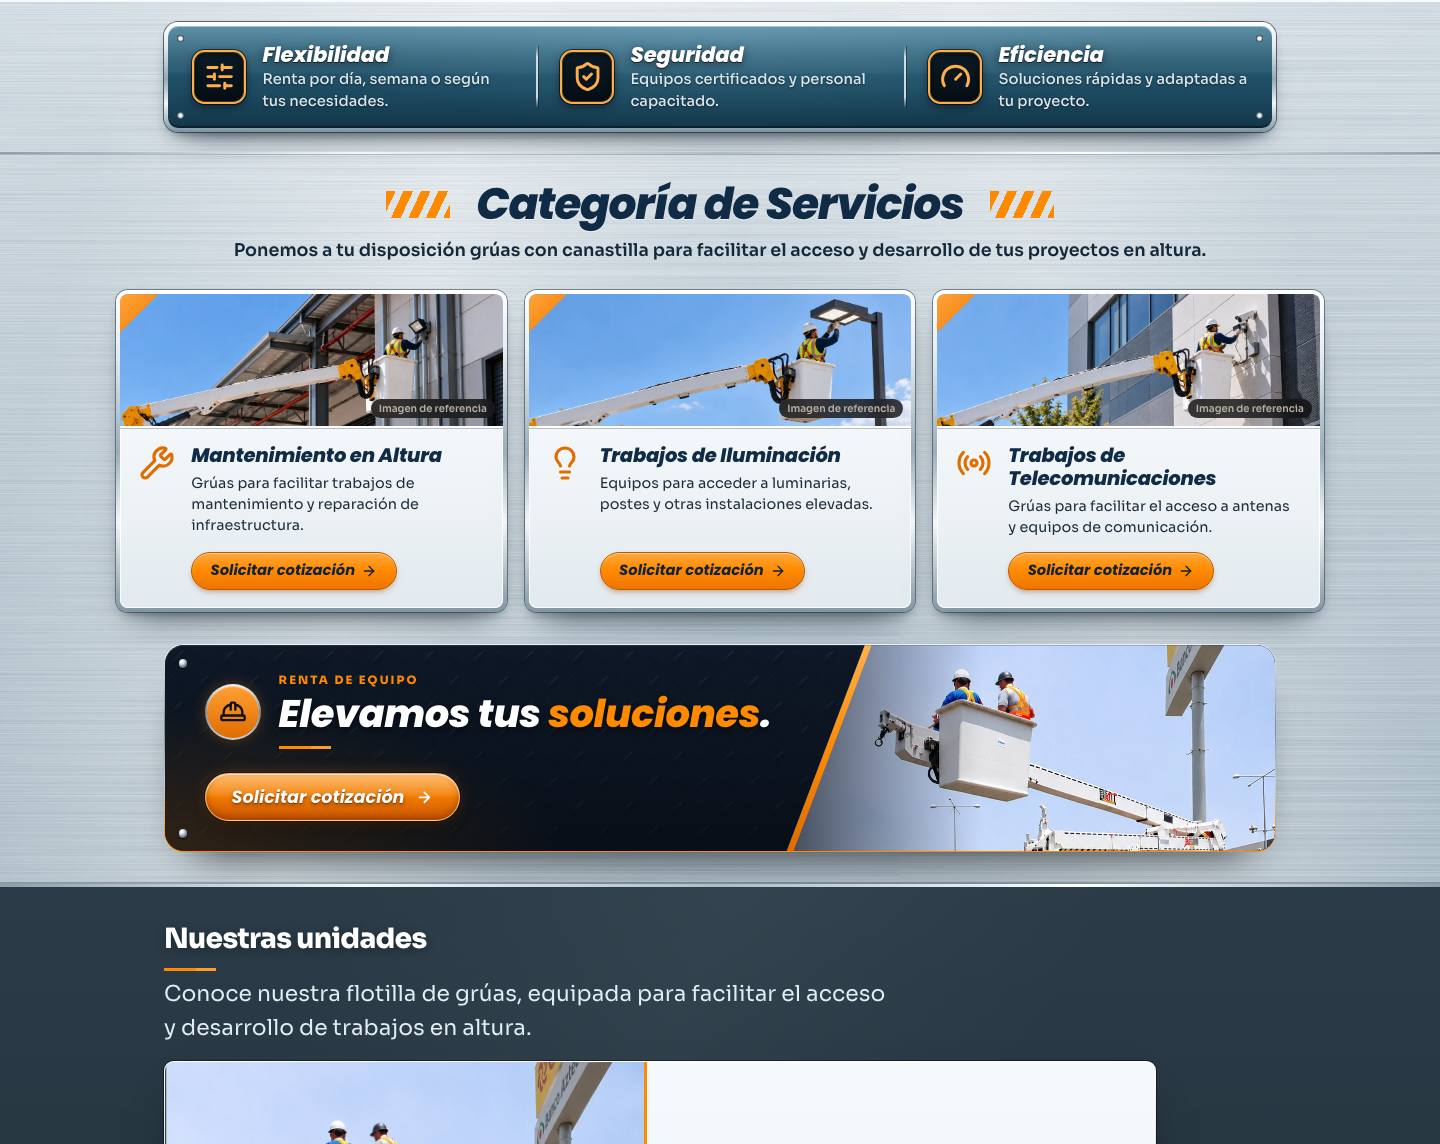 Flexibilidad
Renta por día, semana o según
tus necesidades.
Seguridad
Equipos certificados y personal
capacitado.
Eficiencia
Soluciones rápidas y adaptadas a
tu proyecto.
Categoría de Servicios
Ponemos a tu disposición grúas con canastilla para facilitar el acceso y desarrollo de tus proyectos en altura.
Imagen de referencia
Imagen de referencia
Imagen de referencia
Mantenimiento en Altura
Grúas para facilitar trabajos de
mantenimiento y reparación de
infraestructura.
Solicitar cotización
Trabajos de Iluminación
Equipos para acceder a luminarias,
postes y otras instalaciones elevadas.
Solicitar cotización
Trabajos de
Telecomunicaciones
Grúas para facilitar el acceso a antenas
y equipos de comunicación.
Solicitar cotización
RENTA DE EQUIPO
Elevamos tus soluciones.
Solicitar cotización
Banco
Nuestras unidades
Conoce nuestra flotilla de grúas, equipada para facilitar el acceso
y desarrollo de trabajos en altura.
Banco Azteca